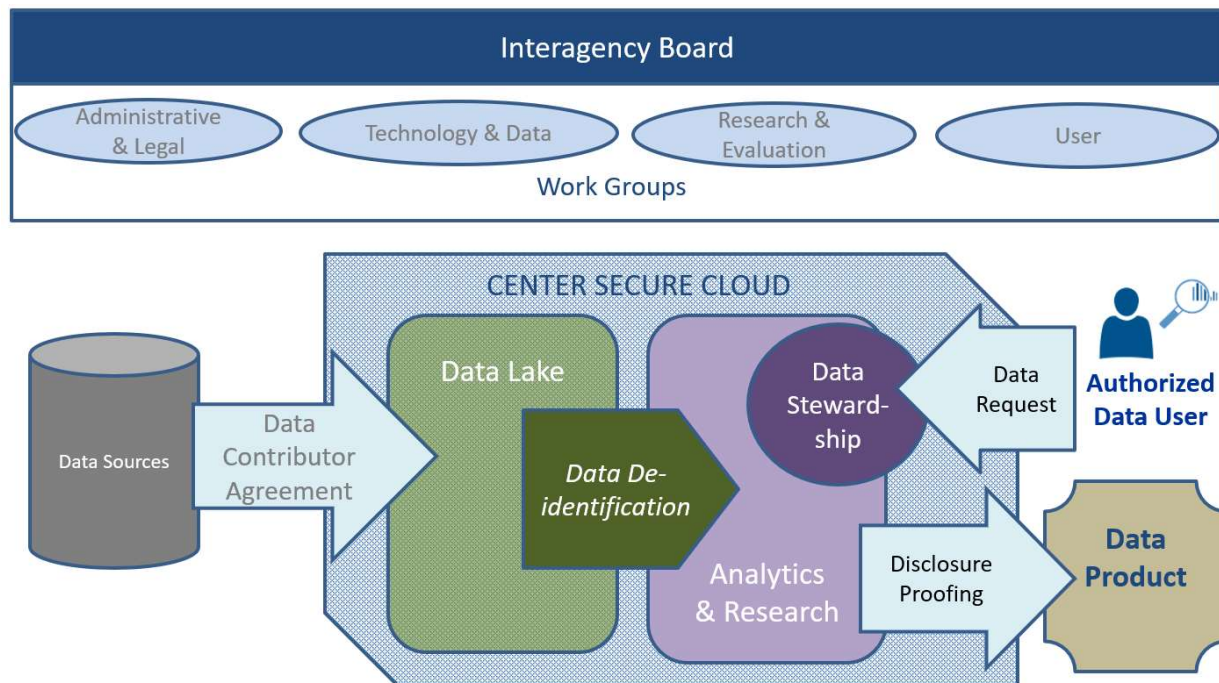 Interagency Board
Administrative
& Legal
Technology & Data
Research &
Evaluation
User
Work Groups
CENTER SECURE CLOUD
Data Sources
Data
Contributor
Agreement
Data Lake
Data De-
identification
Data
Steward-
ship
Analytics
& Research
Data
Request
Authorized
Data User
Disclosure
Proofing
Data
Product